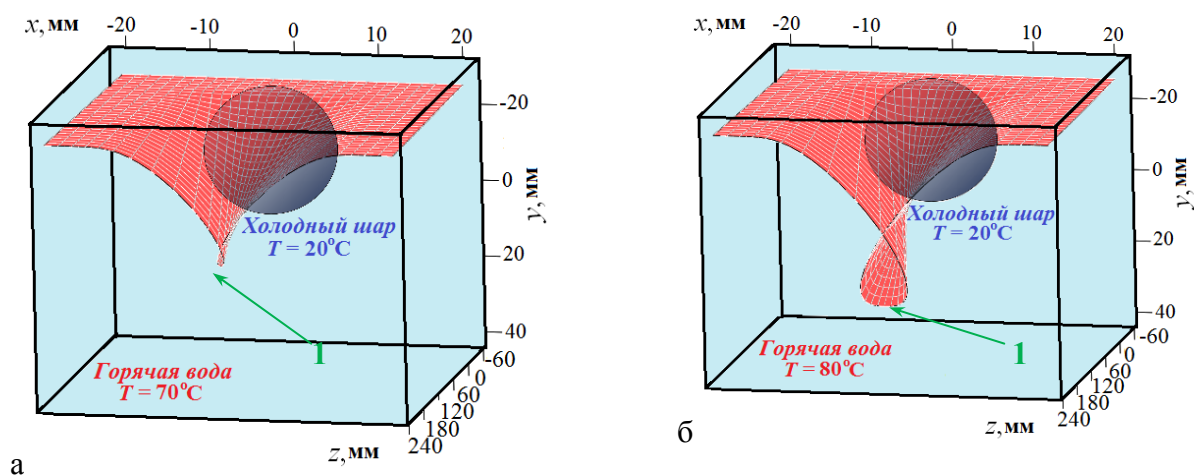 x, мм
-20
-10
0
10
20
-20
0
20
40
y, мм
Холодный шар
T = 20°C
1
Горячая вода
T = 70°C
-60
0
60
120
180
240
z, мм
а
x, мм
-20
-10
0
10
20
-20
0
20
40
y, мм
Холодный шар
T = 20°C
1
Горячая вода
T = 80°C
-60
0
60
120
180
240
z, мм
б